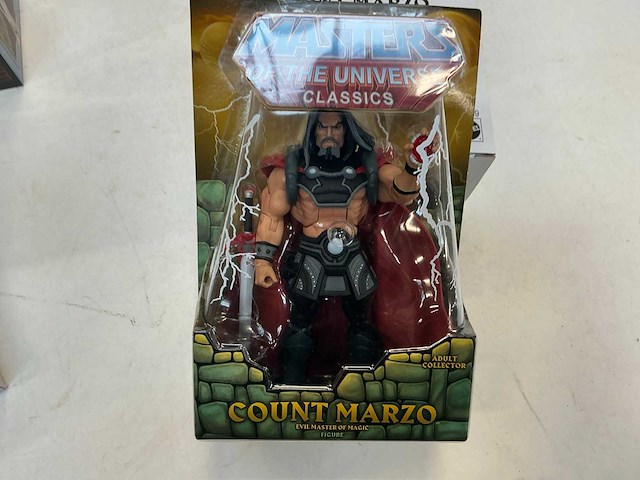 MASTERS
OF THE UNIVERSE
CLASSICS
ADULT
COLLECTOR
COUNT MARZO
EVIL MASTER OF MAGIC
FIGURE